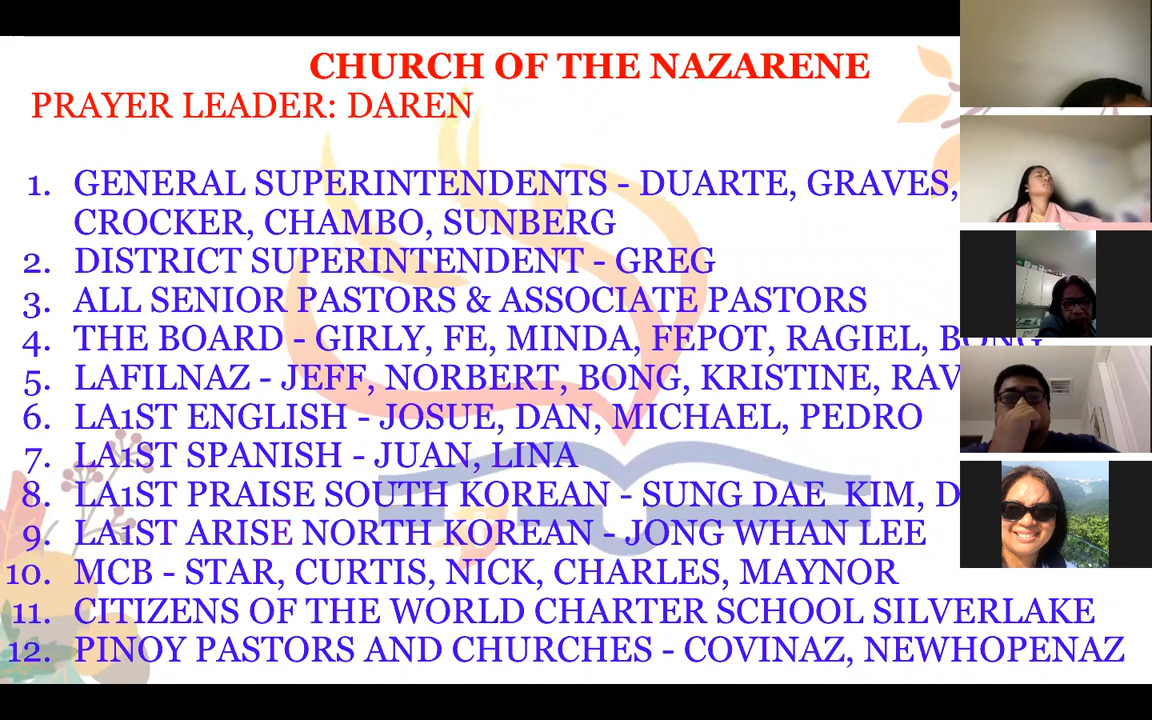 CHURCH OF THE NAZARENE
PRAYER LEADER: DAREN
1. GENERAL SUPERINTENDENTS - DUARTE, GRAVES,
CROCKER, CHAMBO, SUNBERG
2. DISTRICT SUPERINTENDENT - GREG
3. ALL SENIOR PASTORS & ASSOCIATE PASTORS
4. THE BOARD - GIRLY, FE, MINDA, FEPOT, RAGIEL, BONG
5. LAFILNAZ - JEFF, NORBERT, BONG, KRISTINE,
6. LA1ST ENGLISH - JOSUE, DAN, MICHAEL, PEDRO
7. LA1ST SPANISH - JUAN, LINA
8. LA1ST PRAISE SOUTH KOREAN - SUNG DAE KIM,
9. LA1ST ARISE NORTH KOREAN - JONG WHAN LEE
10. MCB - STAR, CURTIS, NICK, CHARLES, MAYNOR
11. CITIZENS OF THE WORLD CHARTER SCHOOL SILVERLAKE
12. PINOY PASTORS AND CHURCHES - COVINAZ, NEWHOPENAZ